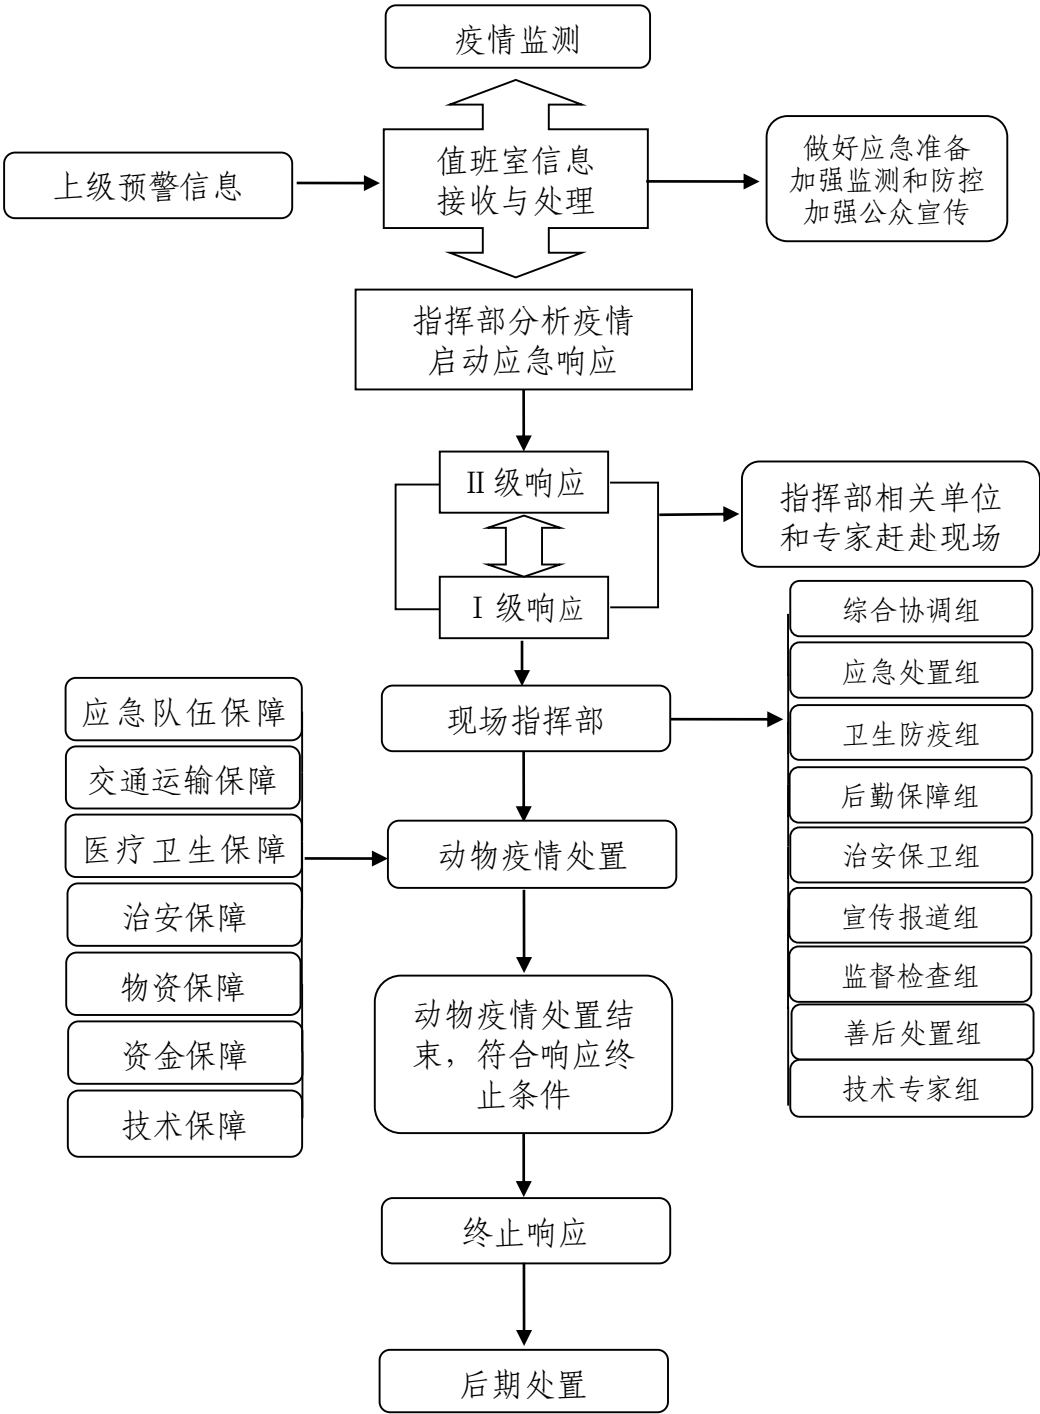 疫情监测
上级预警信息
值班室信息
接收与处理
做好应急准备
加强监测和防控
加强公众宣传
指挥部分析疫情
启动应急响应
Ⅱ级响应
Ⅰ级响应
指挥部相关单位
和专家赶赴现场
现场指挥部
综合协调组
应急处置组
卫生防疫组
后勤保障组
治安保卫组
宣传报道组
监督检查组
善后处置组
技术专家组
应急队伍保障
交通运输保障
医疗卫生保障
治安保障
物资保障
资金保障
技术保障
动物疫情处置
动物疫情处置结
束，符合响应终
止条件
终止响应
后期处置